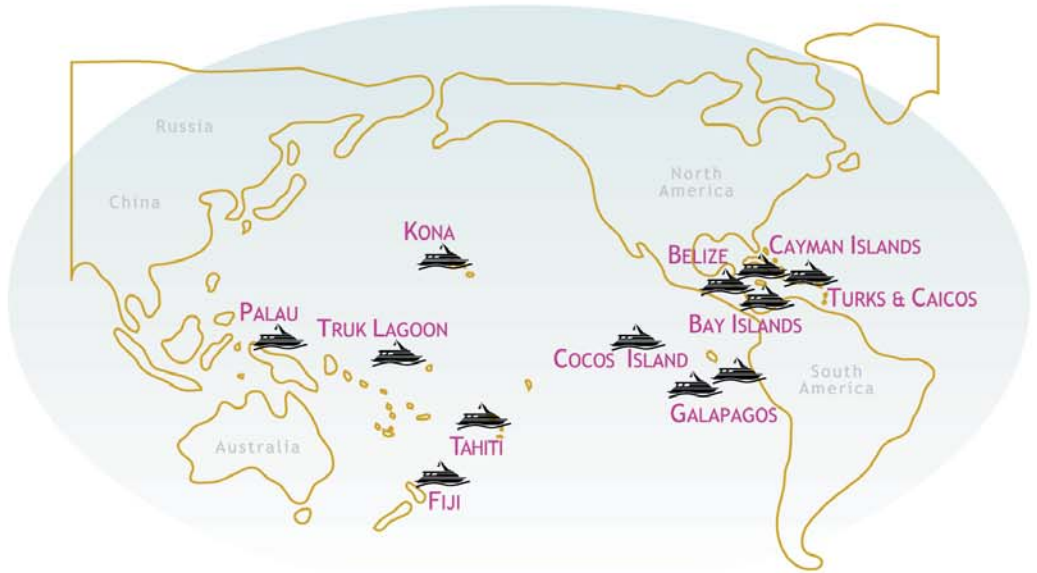 Russia
North
America
China
KONA
CAYMAN ISLANDS
BELIZE
TURKS & CAICOS
PALAU
TRUK LAGOON
BAY ISLANDS
COCOS ISLAND
South
America
GALAPAGOS
Australia
TAHITI
FIJI